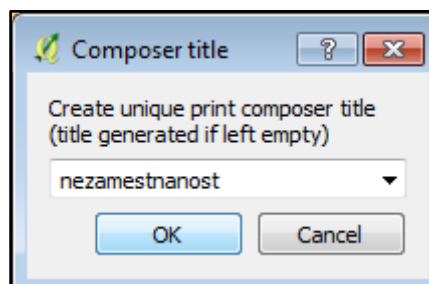 Composer title
Create unique print composer title
(title generated if left empty)
nezamestnanost
OK Cancel